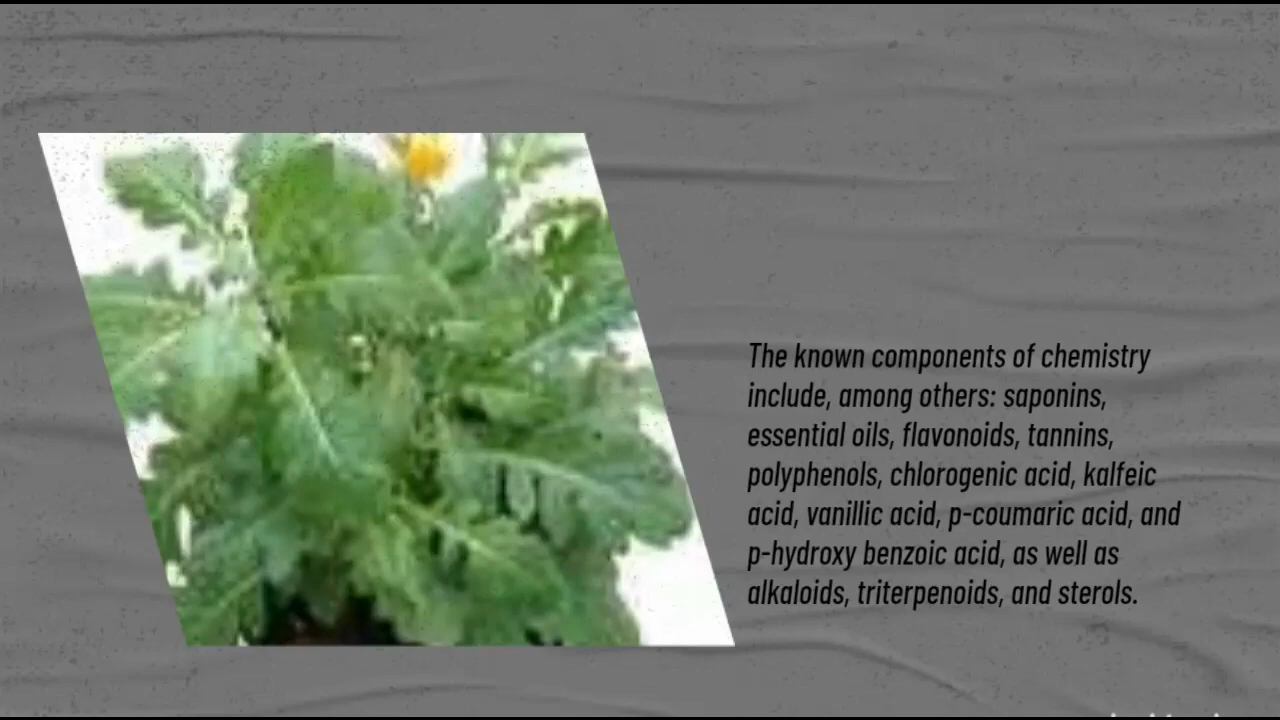 The known components of chemistry
include, among others: saponins,
essential oils, flavonoids, tannins,
polyphenols, chlorogenic acid, kalfeic
acid, vanillic acid, p-coumaric acid, and
p-hydroxy benzoic acid, as well as
alkaloids, triterpenoids, and sterols.